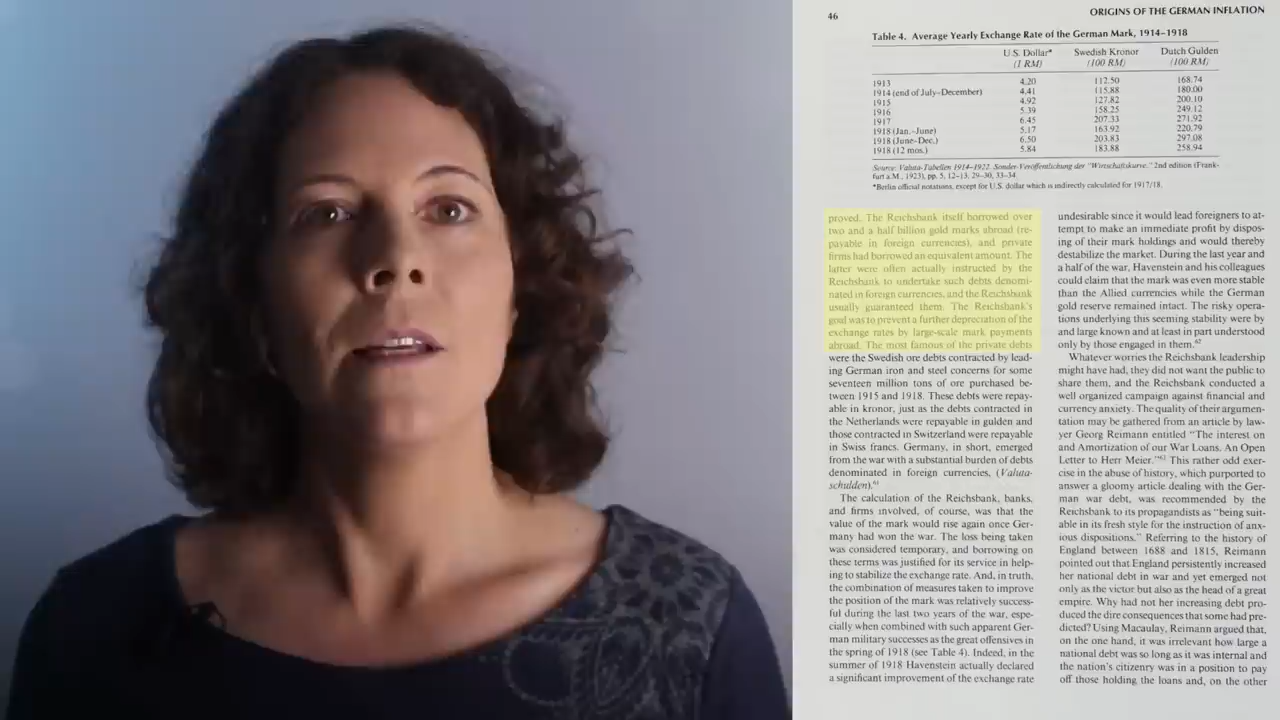 46
ORIGINS OF THE GERMAN INFLATION
Table 4. Average Yearly Exchange Rate of the German Mark, 1914–1918
U.S. Dollar* Swedish Kronor Dutch Gulden
(1 RM) (100 RM) (100 RM)
1913 4.20 112.50 168.74
1914 (end of July–December) 4.41 115.88 180.00
1915 4.92 127.82 200.10
1916 5.39 158.25 249.12
1917 6.45 207.33 271.92
1918 (Jan.–June) 5.17 163.92 220.79
1918 (June–Dec.) 6.50 203.83 297.08
1918 (12 mos.) 5.84 183.88 258.94
Source: Valuta-Tabellen 1914–1922. Sonder-Veröffentlichung der "Wirtschaftskurve." 2nd edition (Frank-
furt a.M., 1923), pp. 5, 12–13, 29–30, 33–34.
*Berlin official notations, except for U.S. dollar which is indirectly calculated for 1917/18.
proved. The Reichsbank itself borrowed over
two and a half billion gold marks abroad (re-
payable in foreign currencies), and private
firms had borrowed an equivalent amount. The
latter were often actually instructed by the
Reichsbank to undertake such debts denomi-
nated in foreign currencies, and the Reichsbank
usually guaranteed them. The Reichsbank's
goal was to prevent a further depreciation of the
exchange rates by large-scale mark payments
abroad. The most famous of the private debts
were the Swedish ore debts contracted by lead-
ing German iron and steel concerns for some
seventeen million tons of ore purchased be-
tween 1915 and 1918. These debts were repay-
able in kronor, just as the debts contracted in
the Netherlands were repayable in gulden and
those contracted in Switzerland were repayable
in Swiss francs. Germany, in short, emerged
from the war with a substantial burden of debts
denominated in foreign currencies, (Valuta-
schulden).⁶¹
The calculation of the Reichsbank, banks,
and firms involved, of course, was that the
value of the mark would rise again once Ger-
many had won the war. The loss being taken
was considered temporary, and borrowing on
these terms was justified for its service in help-
ing to stabilize the exchange rate. And, in truth,
the combination of measures taken to improve
the position of the mark was relatively success-
ful during the last two years of the war, espe-
cially when combined with such apparent Ger-
man military successes as the great offensives in
the spring of 1918 (see Table 4). Indeed, in the
summer of 1918 Havenstein actually declared
a significant improvement of the exchange rate
undesirable since it would lead foreigners to at-
tempt to make an immediate profit by dispos-
ing of their mark holdings and would thereby
destabilize the market. During the last year and
a half of the war, Havenstein and his colleagues
could claim that the mark was even more stable
than the Allied currencies while the German
gold reserve remained intact. The risky opera-
tions underlying this seeming stability were by
and large known and at least in part understood
only by those engaged in them.⁶²
Whatever worries the Reichsbank leadership
might have had, they did not want the public to
share them, and the Reichsbank conducted a
well organized campaign against financial and
currency anxiety. The quality of their argumen-
tation may be gathered from an article by law-
yer Georg Reimann entitled "The interest on
and Amortization of our War Loans. An Open
Letter to Herr Meier."⁶³ This rather odd exer-
cise in the abuse of history, which purported to
answer a gloomy article dealing with the Ger-
man war debt, was recommended by the
Reichsbank to its propagandists as "being suit-
able in its fresh style for the instruction of anx-
ious dispositions." Referring to the history of
England between 1688 and 1815, Reimann
pointed out that England persistently increased
her national debt in war and yet emerged not
only as the victor but also as the head of a great
empire. Why had not her increasing debt pro-
duced the dire consequences that some had pre-
dicted? Using Macaulay, Reimann argued that,
on the one hand, it was irrelevant how large a
national debt was so long as it was internal and
the nation's citizenry was in a position to pay
off those holding the loans and, on the other